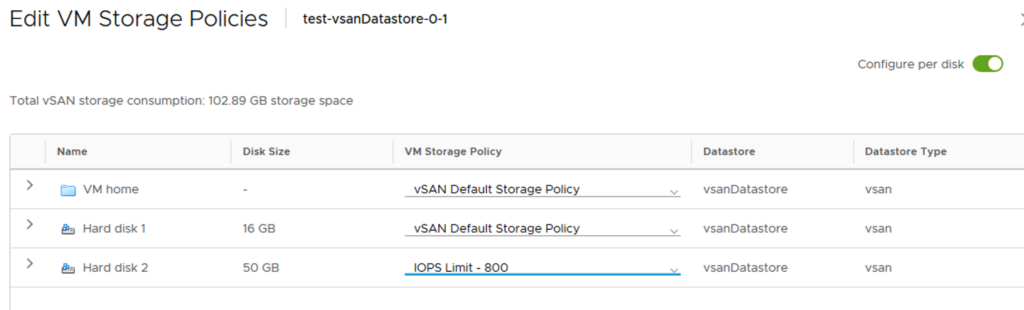 Edit VM Storage Policies test-vsanDatastore-0-1
Configure per disk
Total vSAN storage consumption: 102.89 GB storage space
Name Disk Size VM Storage Policy Datastore Datastore Type
VM home - vSAN Default Storage Policy vsanDatastore vsan
Hard disk 1 16 GB vSAN Default Storage Policy vsanDatastore vsan
Hard disk 2 50 GB IOPS Limit - 800 vsanDatastore vsan